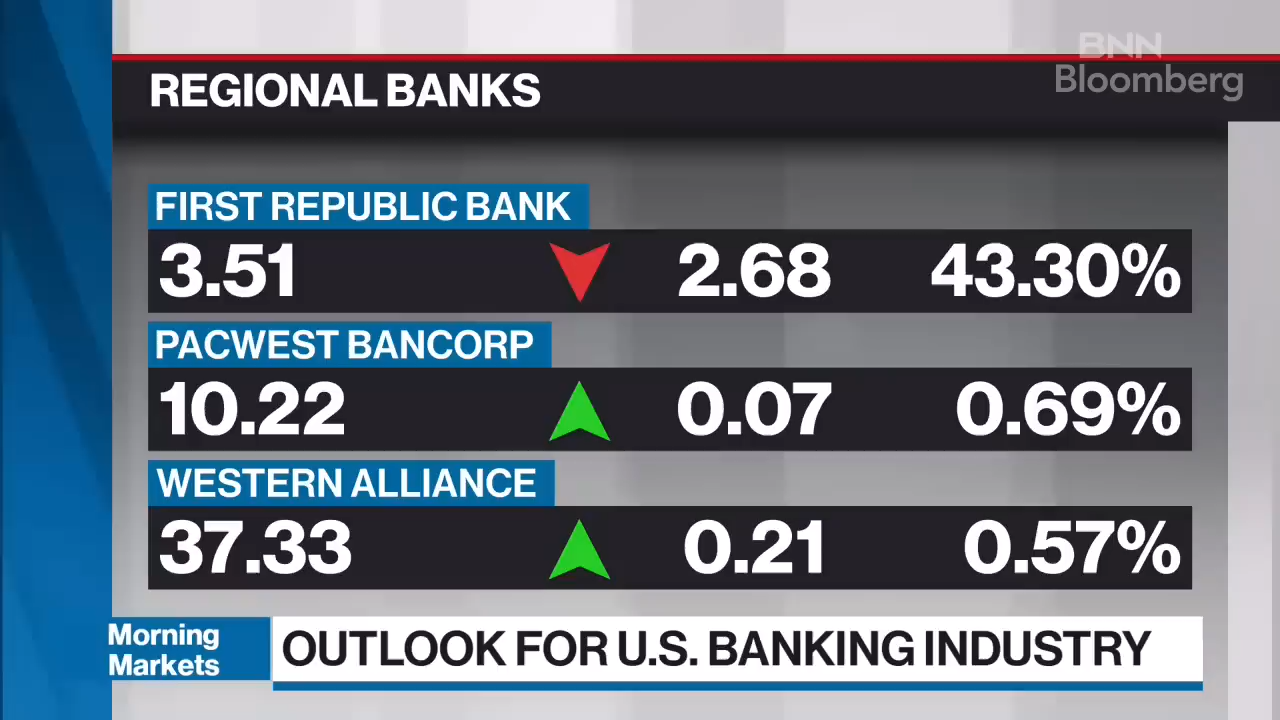 BNN
Bloomberg
REGIONAL BANKS
FIRST REPUBLIC BANK
3.51 2.68 43.30%
PACWEST BANCORP
10.22 0.07 0.69%
WESTERN ALLIANCE
37.33 0.21 0.57%
Morning
Markets
OUTLOOK FOR U.S. BANKING INDUSTRY